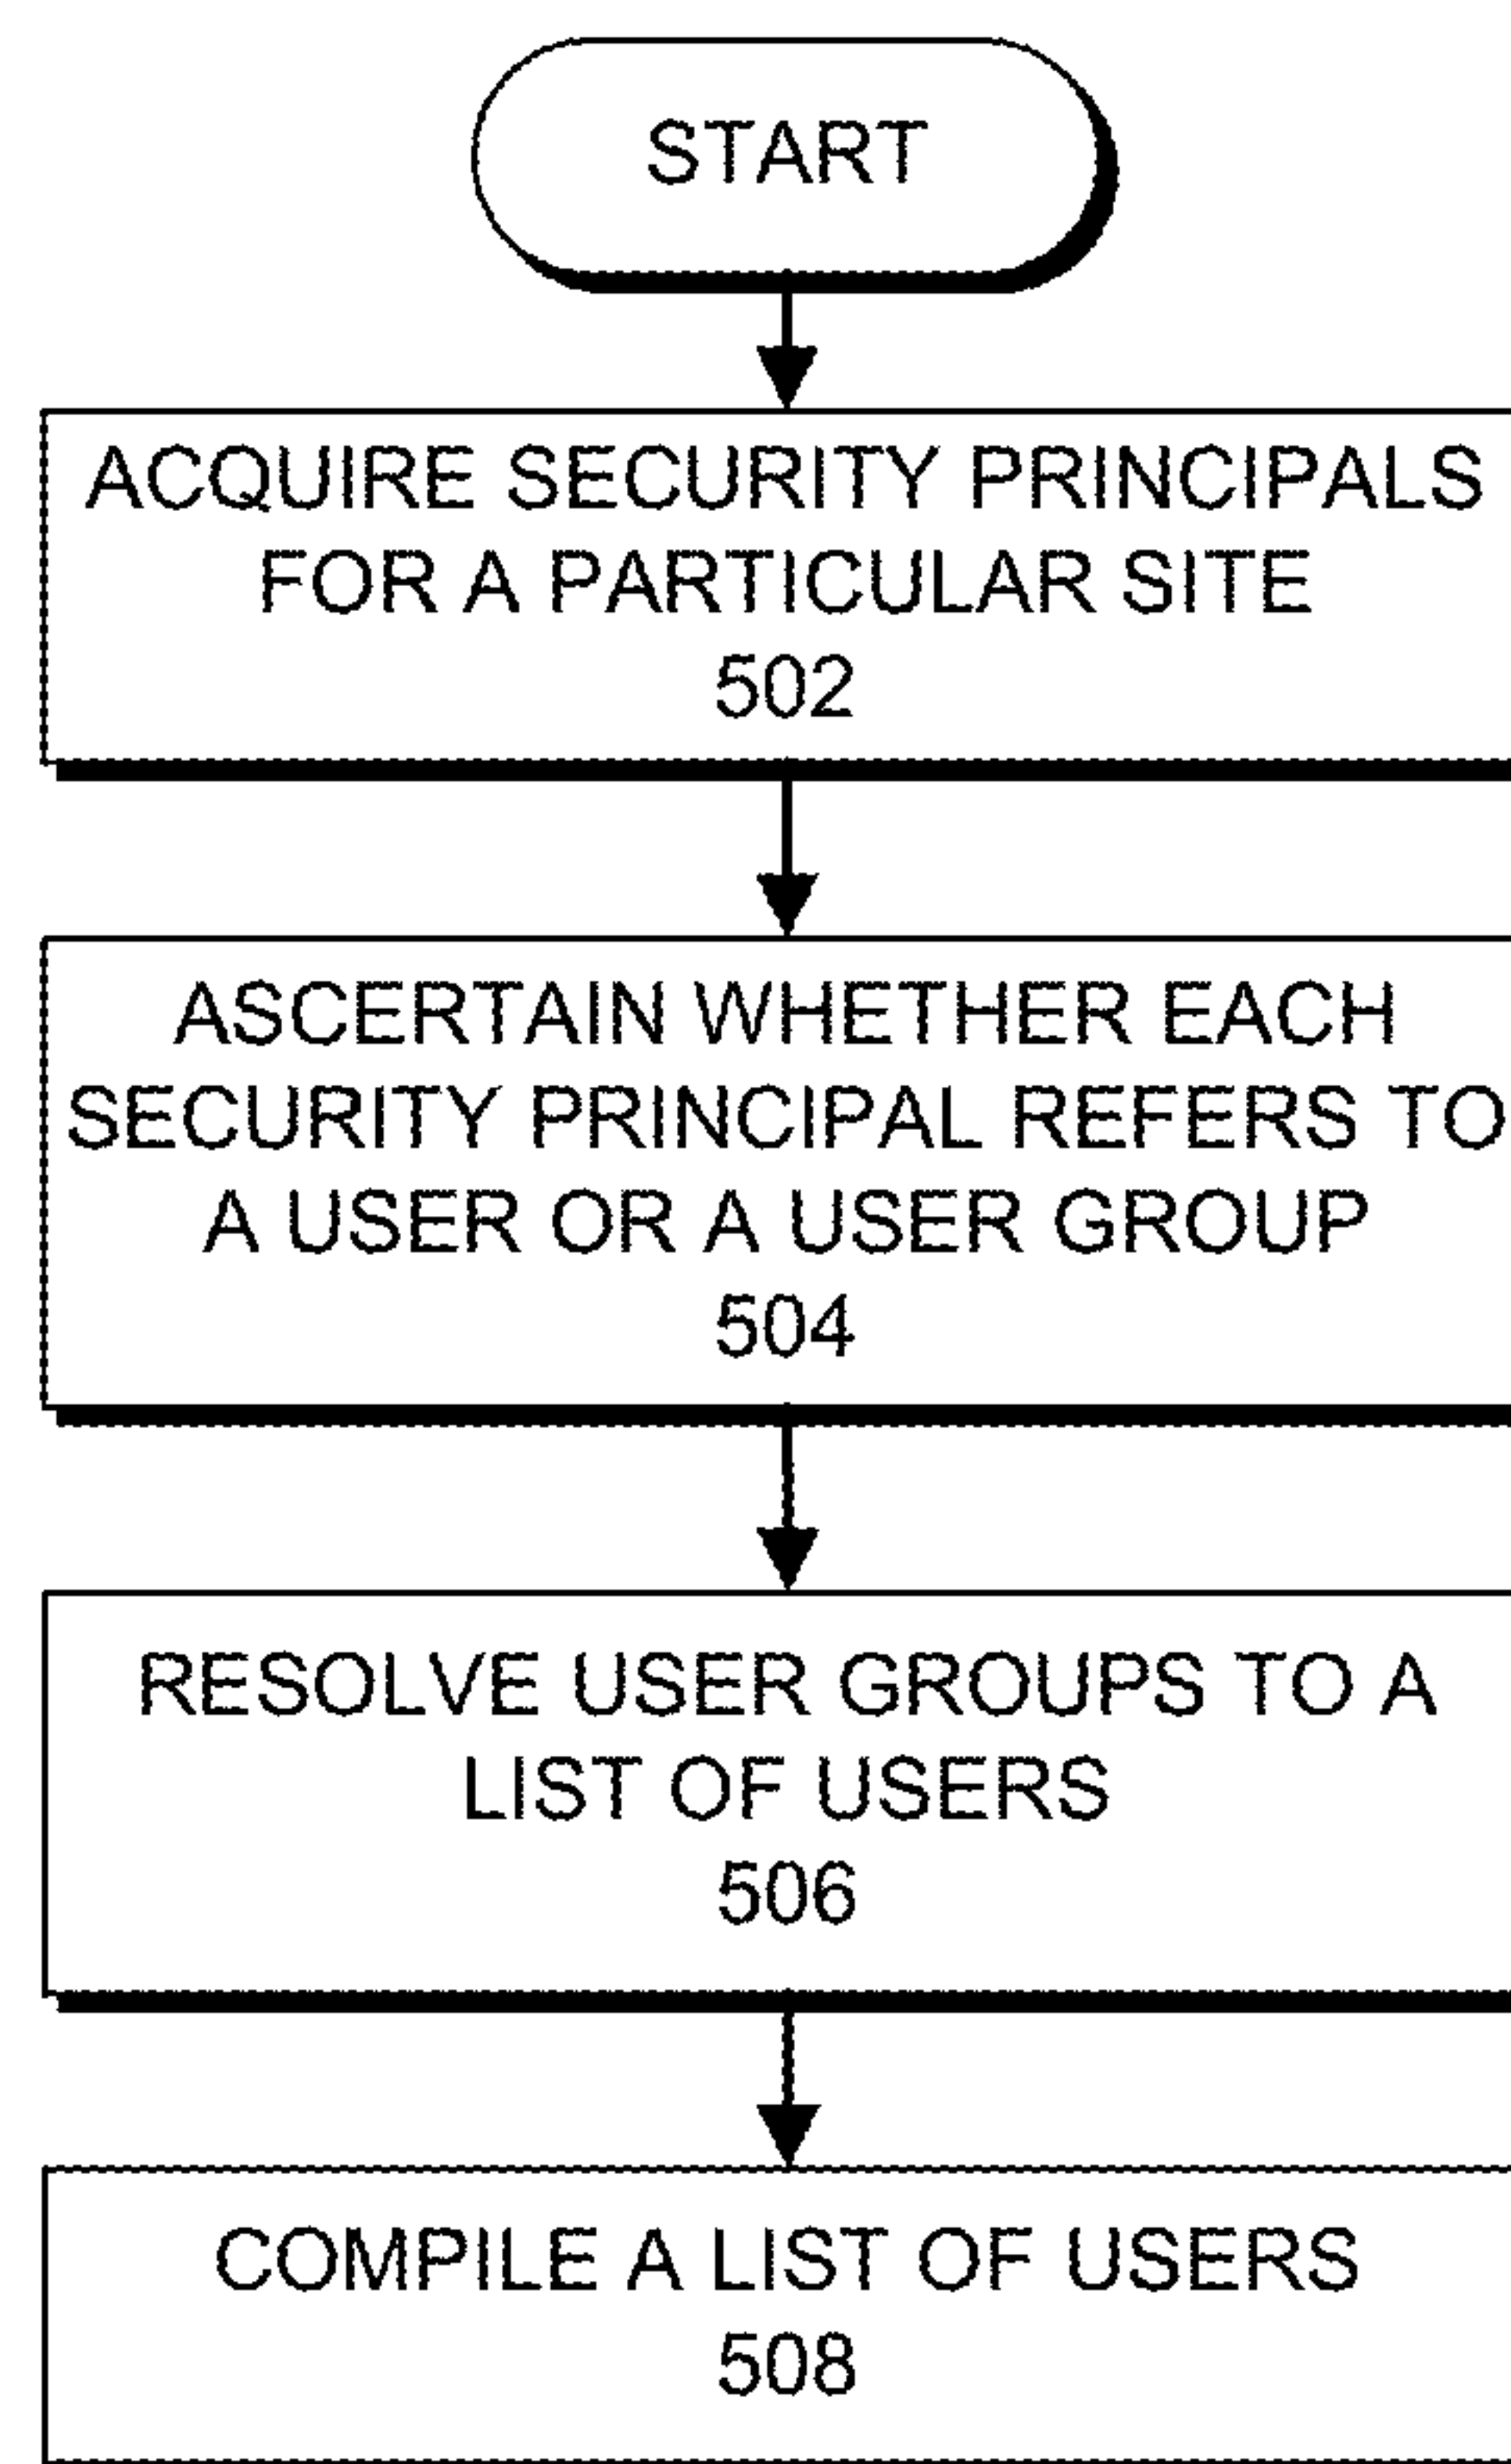 START
ACQUIRE SECURITY PRINCIPALS
FOR A PARTICULAR SITE
502
ASCERTAIN WHETHER EACH
SECURITY PRINCIPAL REFERS TO
A USER OR A USER GROUP
504
RESOLVE USER GROUPS TO A
LIST OF USERS
506
COMPILE A LIST OF USERS
508